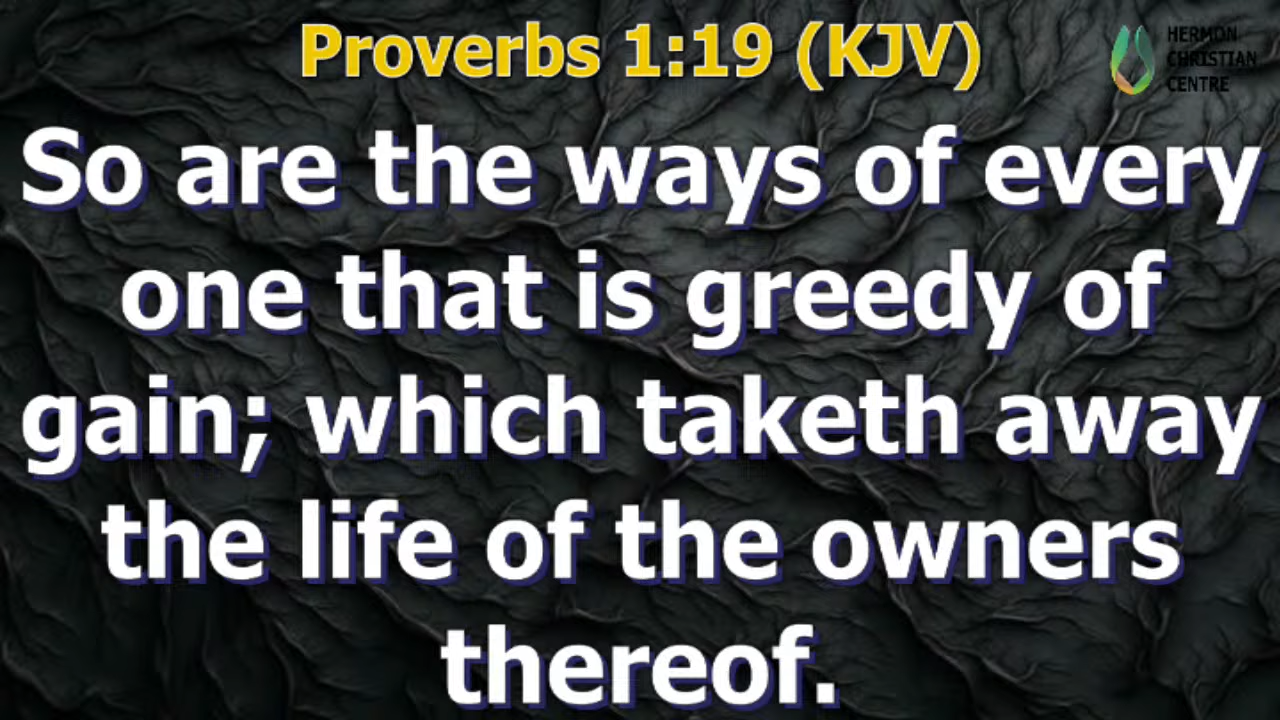 Proverbs 1:19 (KJV)
HERMON
CHRISTIAN
CENTRE
So are the ways of every
one that is greedy of
gain; which taketh away
the life of the owners
thereof.